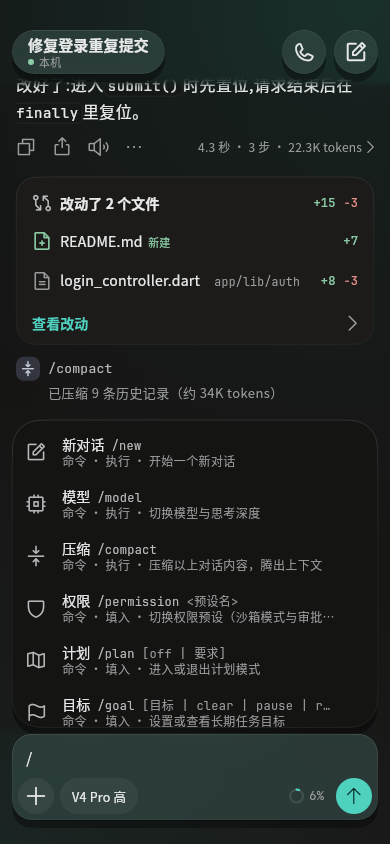 修复登录重复提交
本机
改好了:进入 submit() 时先置位,请求结束后在
finally 里复位。
4.3 秒 · 3 步 · 22.3K tokens
改动了 2 个文件 +15 -3
README.md 新建 +7
login_controller.dart app/lib/auth +8 -3
查看改动
/compact
已压缩 9 条历史记录（约 34K tokens）
新对话 /new
命令 · 执行 · 开始一个新对话
模型 /model
命令 · 执行 · 切换模型与思考深度
压缩 /compact
命令 · 执行 · 压缩以上对话内容，腾出上下文
权限 /permission <预设名>
命令 · 填入 · 切换权限预设（沙箱模式与审批…
计划 /plan [off | 要求]
命令 · 填入 · 进入或退出计划模式
目标 /goal [目标 | clear | pause | r…
命令 · 填入 · 设置或查看长期任务目标
/
V4 Pro 高 6%